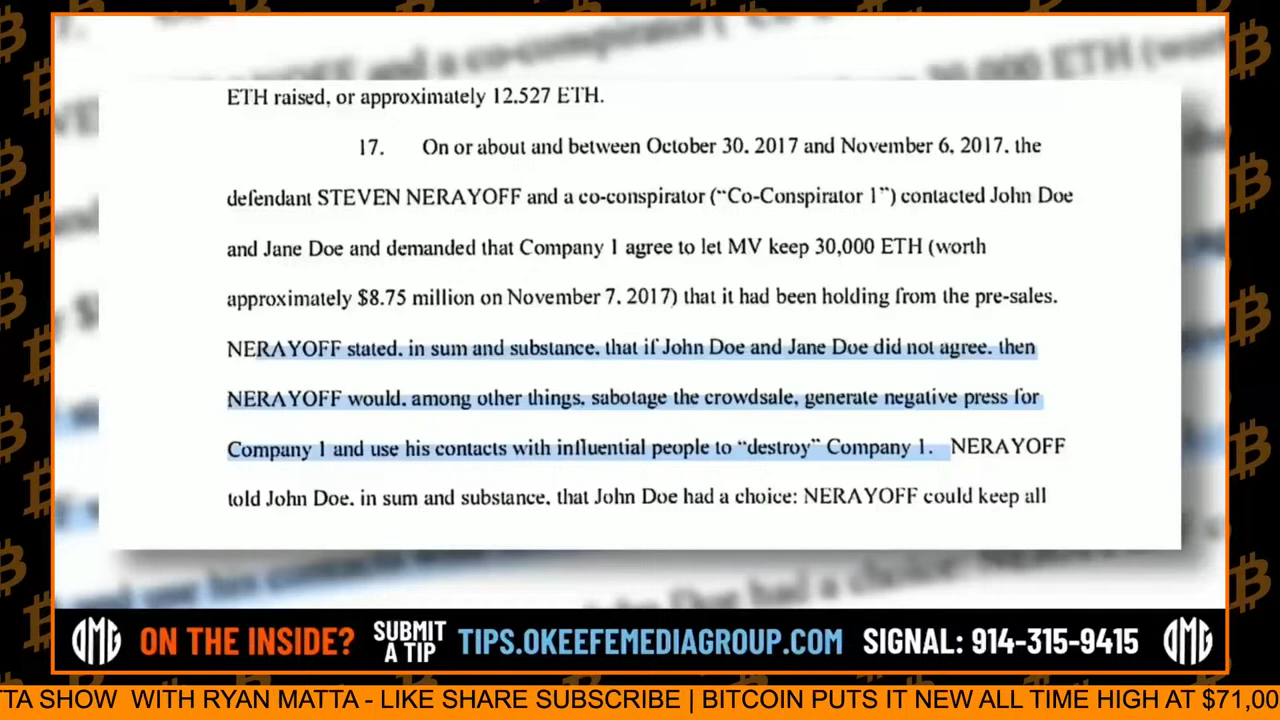 ETH raised, or approximately 12.527 ETH.
17. On or about and between October 30. 2017 and November 6, 2017. the
defendant STEVEN NERAYOFF and a co-conspirator (“Co-Conspirator 1”) contacted John Doe
and Jane Doe and demanded that Company 1 agree to let MV keep 30,000 ETH (worth
approximately $8.75 million on November 7. 2017) that it had been holding from the pre-sales.
NERAYOFF stated. in sum and substance. that if John Doe and Jane Doe did not agree. then
NERAYOFF would. among other things. sabotage the crowdsale, generate negative press for
Company 1 and use his contacts with influential people to “destroy” Company 1. NERAYOFF
told John Doe. in sum and substance. that John Doe had a choice: NERAYOFF could keep all
OMG ON THE INSIDE? SUBMIT A TIP TIPS.OKEEFEMEDIAGROUP.COM SIGNAL: 914-315-9415 OMG
TTA SHOW WITH RYAN MATTA - LIKE SHARE SUBSCRIBE | BITCOIN PUTS IT NEW ALL TIME HIGH AT $71,00